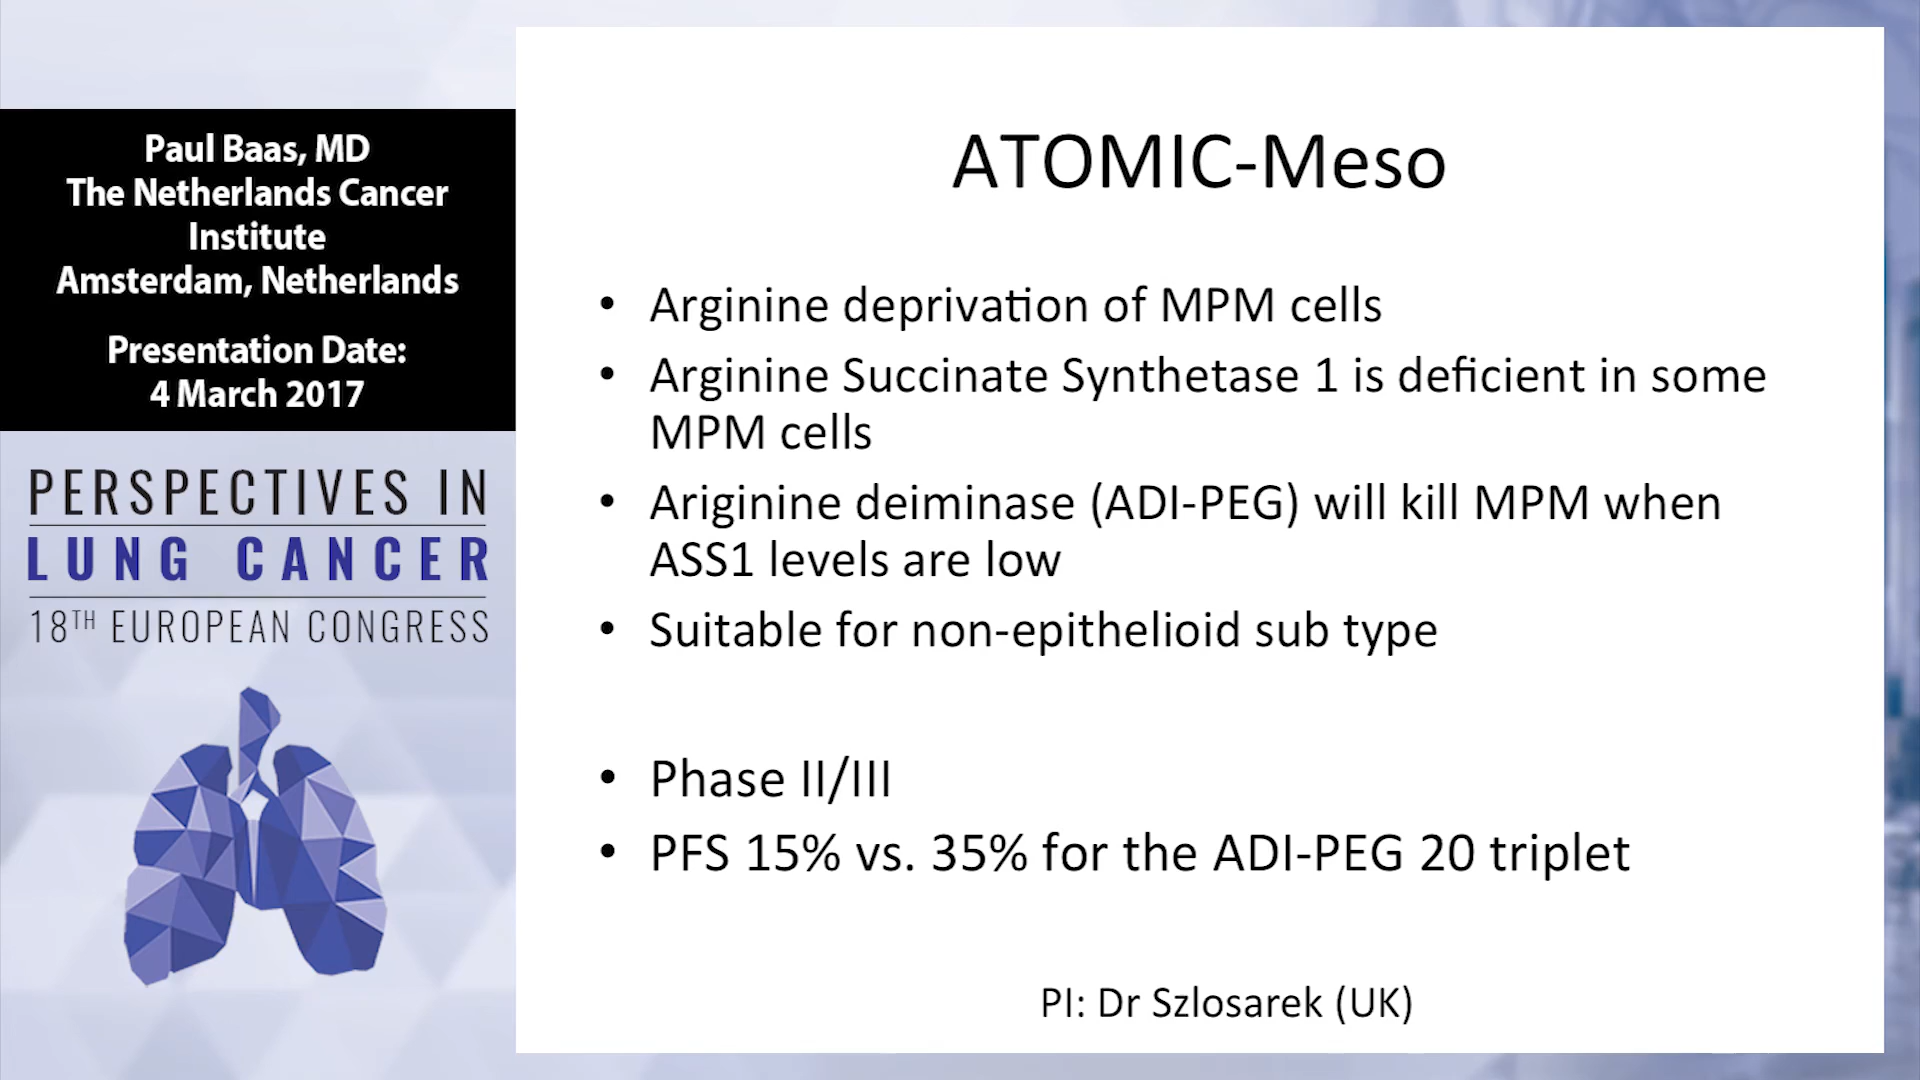 Paul Baas, MD
The Netherlands Cancer
Institute
Amsterdam, Netherlands
Presentation Date:
4 March 2017
PERSPECTIVES IN
LUNG CANCER
18TH EUROPEAN CONGRESS
ATOMIC-Meso
• Arginine deprivation of MPM cells
• Arginine Succinate Synthetase 1 is deficient in some
MPM cells
• Ariginine deiminase (ADI-PEG) will kill MPM when
ASS1 levels are low
• Suitable for non-epithelioid sub type
• Phase II/III
• PFS 15% vs. 35% for the ADI-PEG 20 triplet
PI: Dr Szlosarek (UK)